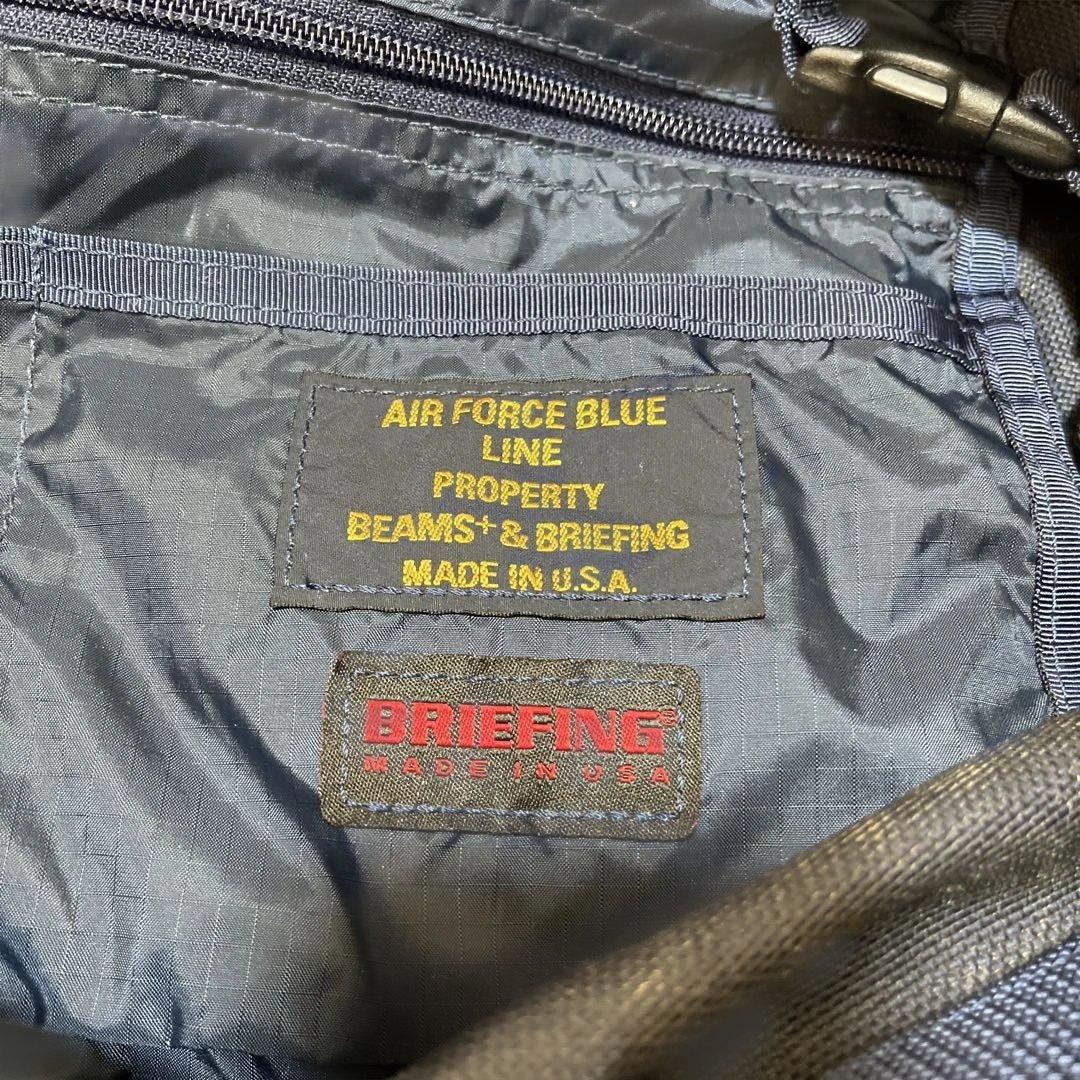 AIR FORCE BLUE
LINE
PROPERTY
BEAMS+ & BRIEFING
MADE IN U.S.A.
BRIEFING®
MADE IN USA